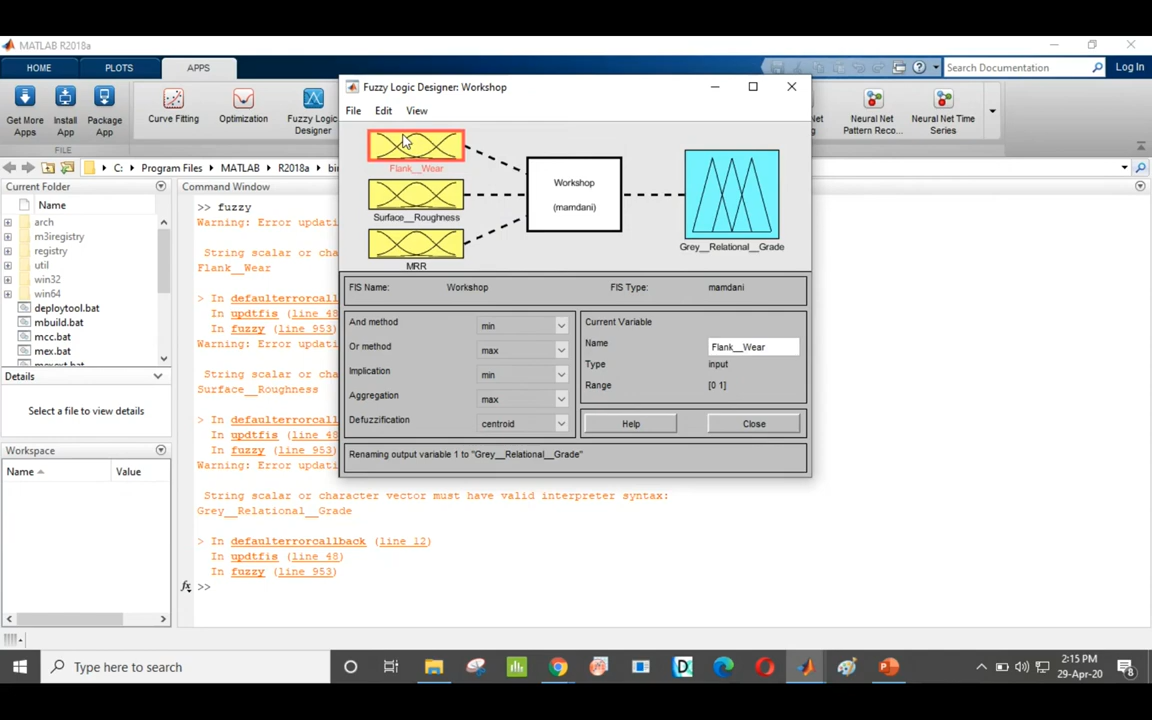 MATLAB R2018a
HOME
PLOTS
APPS
Search Documentation
Log In
Get More Apps
Install App
Package App
Curve Fitting
Optimization
Fuzzy Logic Designer
Neural Net Pattern Reco...
Neural Net Time Series
FILE
C: ▸ Program Files ▸ MATLAB ▸ R2018a ▸ bin
Current Folder
Name
arch
m3iregistry
registry
util
win32
win64
deploytool.bat
mbuild.bat
mcc.bat
mex.bat
mexext.bat
Details
Select a file to view details
Workspace
Name
Value
Command Window
>> fuzzy
Warning: Error updati
String scalar or
Flank__Wear
> In defaulterrorcall
In updtfis (line 48
In fuzzy (line 953)
Warning: Error updati
String scalar or
Surface__Roughness
> In defaulterrorcall
In updtfis (line 48
In fuzzy (line 953)
Warning: Error updati
String scalar or character vector must have valid interpreter syntax:
Grey__Relational__Grade
> In defaulterrorcallback (line 12)
In updtfis (line 48)
In fuzzy (line 953)
fx >>
Fuzzy Logic Designer: Workshop
File Edit View
Flank__Wear
Surface__Roughness
MRR
Workshop
(mamdani)
Grey__Relational__Grade
FIS Name: Workshop
FIS Type: mamdani
And method min
Or method max
Implication min
Aggregation max
Defuzzification centroid
Current Variable
Name Flank__Wear
Type input
Range [0 1]
Help
Close
Renaming output variable 1 to "Grey__Relational__Grade"
Type here to search
2:15 PM
29-Apr-20
8